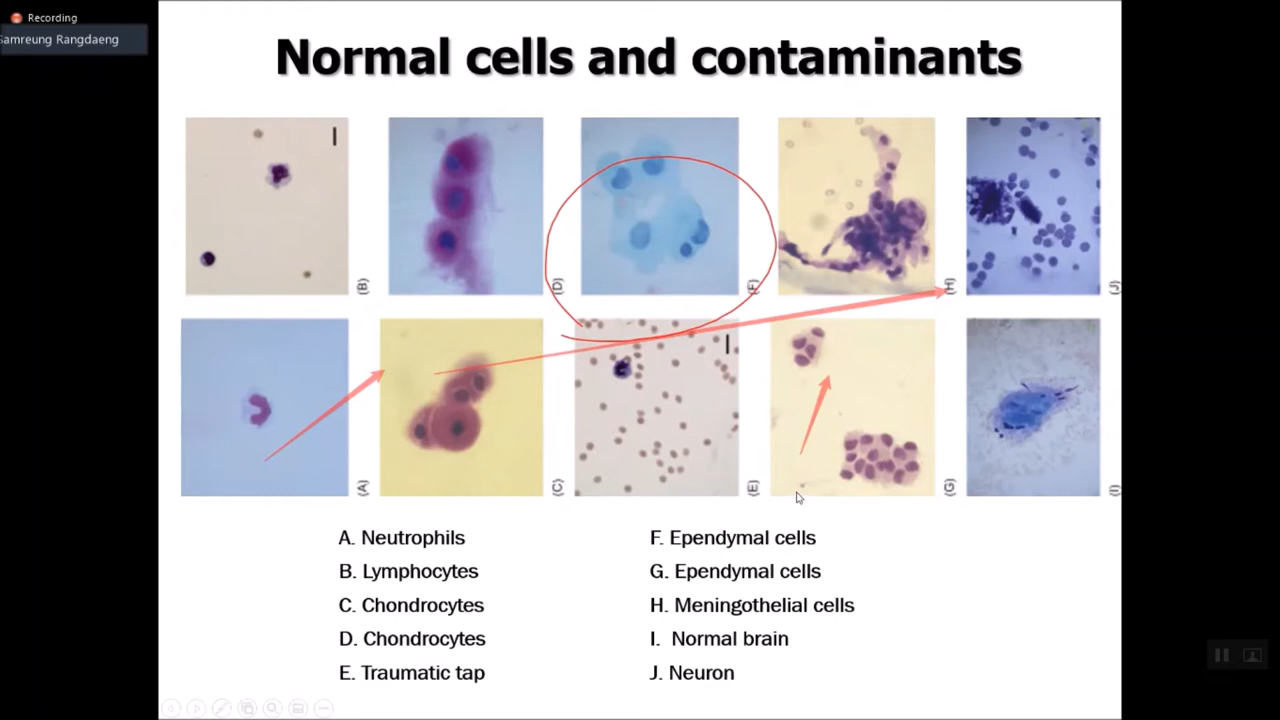 Recording
Samreung Rangdaeng
Normal cells and contaminants
(B)
(D)
(F)
(H)
(J)
(A)
(C)
(E)
(G)
(I)
A. Neutrophils
B. Lymphocytes
C. Chondrocytes
D. Chondrocytes
E. Traumatic tap
F. Ependymal cells
G. Ependymal cells
H. Meningothelial cells
I. Normal brain
J. Neuron